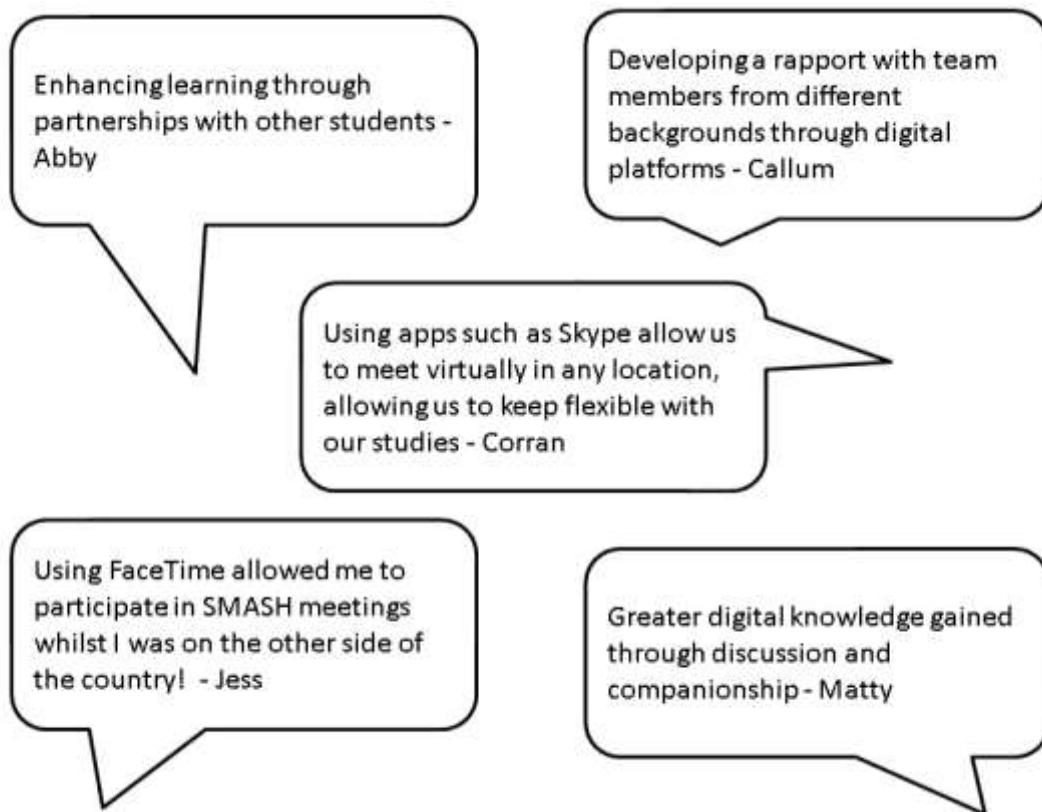 Enhancing learning through
partnerships with other students -
Abby
Developing a rapport with team
members from different
backgrounds through digital
platforms - Callum
Using apps such as Skype allow us
to meet virtually in any location,
allowing us to keep flexible with
our studies - Corran
Using FaceTime allowed me to
participate in SMASH meetings
whilst I was on the other side of
the country!  - Jess
Greater digital knowledge gained
through discussion and
companionship - Matty